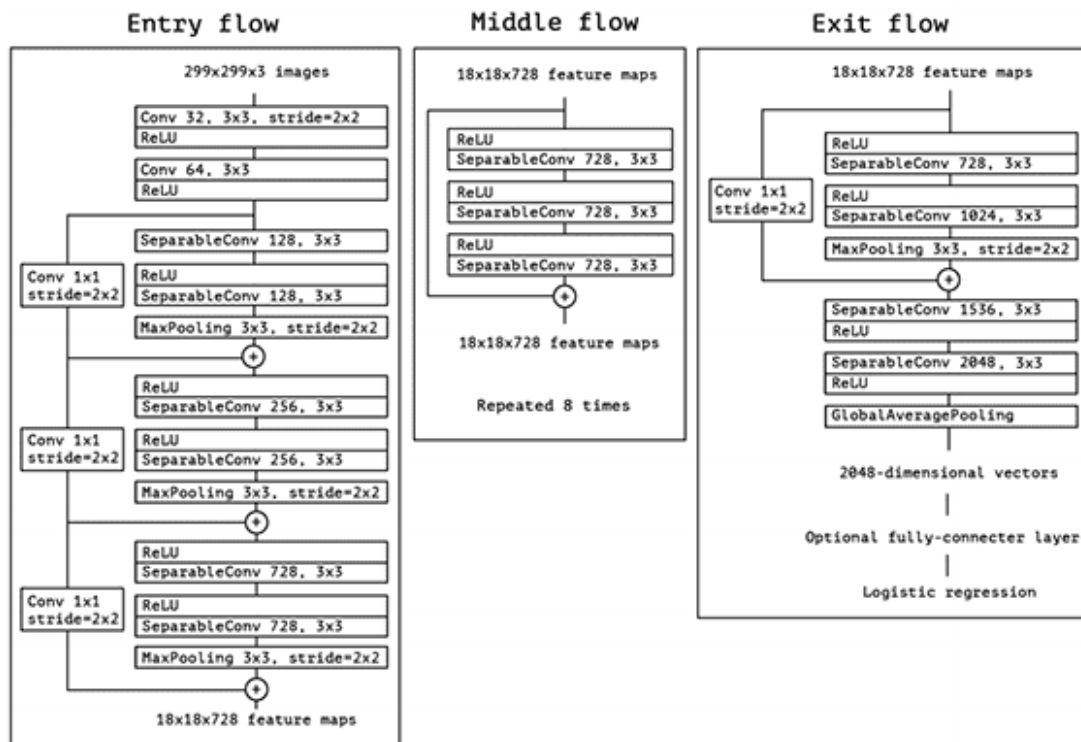 Entry flow
299x299x3 images
Conv 32, 3x3, stride=2x2
ReLU
Conv 64, 3x3
ReLU
SeparableConv 128, 3x3
Conv 1x1
stride=2x2
ReLU
SeparableConv 128, 3x3
MaxPooling 3x3, stride=2x2
+
ReLU
SeparableConv 256, 3x3
Conv 1x1
stride=2x2
ReLU
SeparableConv 256, 3x3
MaxPooling 3x3, stride=2x2
+
ReLU
SeparableConv 728, 3x3
Conv 1x1
stride=2x2
ReLU
SeparableConv 728, 3x3
MaxPooling 3x3, stride=2x2
+
18x18x728 feature maps
Middle flow
18x18x728 feature maps
ReLU
SeparableConv 728, 3x3
ReLU
SeparableConv 728, 3x3
ReLU
SeparableConv 728, 3x3
+
18x18x728 feature maps
Repeated 8 times
Exit flow
18x18x728 feature maps
ReLU
SeparableConv 728, 3x3
Conv 1x1
stride=2x2
ReLU
SeparableConv 1024, 3x3
MaxPooling 3x3, stride=2x2
+
SeparableConv 1536, 3x3
ReLU
SeparableConv 2048, 3x3
ReLU
GlobalAveragePooling
2048-dimensional vectors
Optional fully-connecter layer
Logistic regression